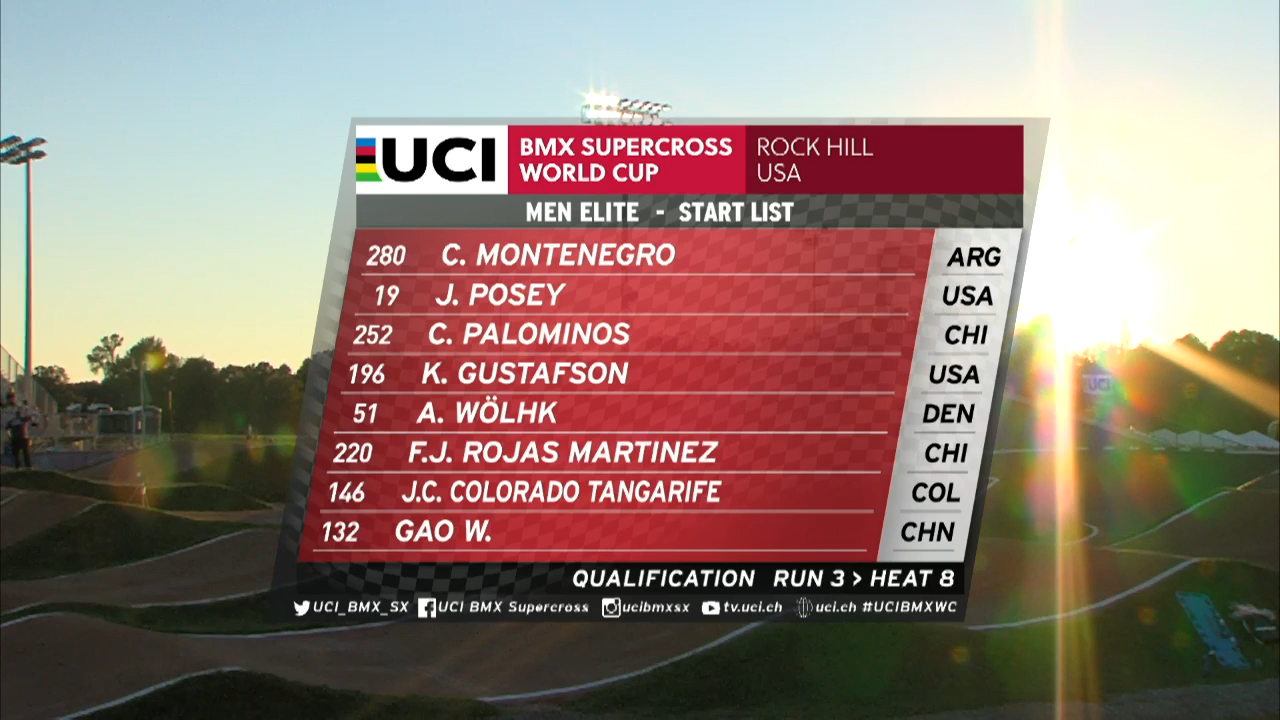 UCI BMX SUPERCROSS WORLD CUP ROCK HILL USA
MEN ELITE - START LIST
280 C. MONTENEGRO ARG
19 J. POSEY USA
252 C. PALOMINOS CHI
196 K. GUSTAFSON USA
51 A. WÖLHK DEN
220 F.J. ROJAS MARTINEZ CHI
146 J.C. COLORADO TANGARIFE COL
132 GAO W. CHN
QUALIFICATION RUN 3 > HEAT 8
UCI_BMX_SX UCI BMX Supercross ucibmxsx tv.uci.ch uci.ch #UCIBMXWC
UCI